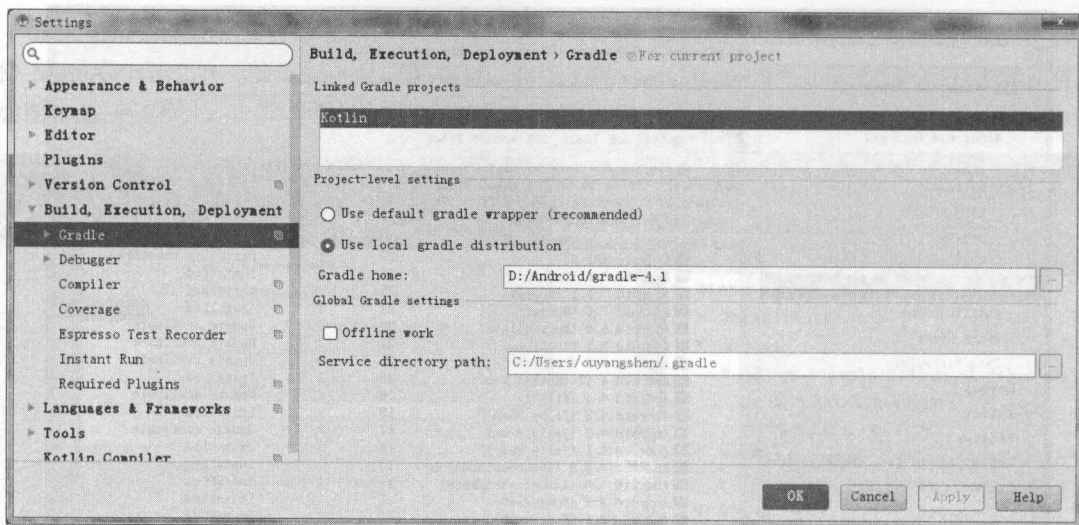 Settings
Build, Execution, Deployment › Gradle For current project
Appearance & Behavior
Keymap
Editor
Plugins
Version Control
Build, Execution, Deployment
Gradle
Debugger
Compiler
Coverage
Espresso Test Recorder
Instant Run
Required Plugins
Languages & Frameworks
Tools
Kotlin Compiler
Linked Gradle projects
Kotlin
Project-level settings
Use default gradle wrapper (recommended)
Use local gradle distribution
Gradle home: D:/Android/gradle-4.1
Global Gradle settings
Offline work
Service directory path: C:/Users/ouyangshen/.gradle
OK Cancel Apply Help